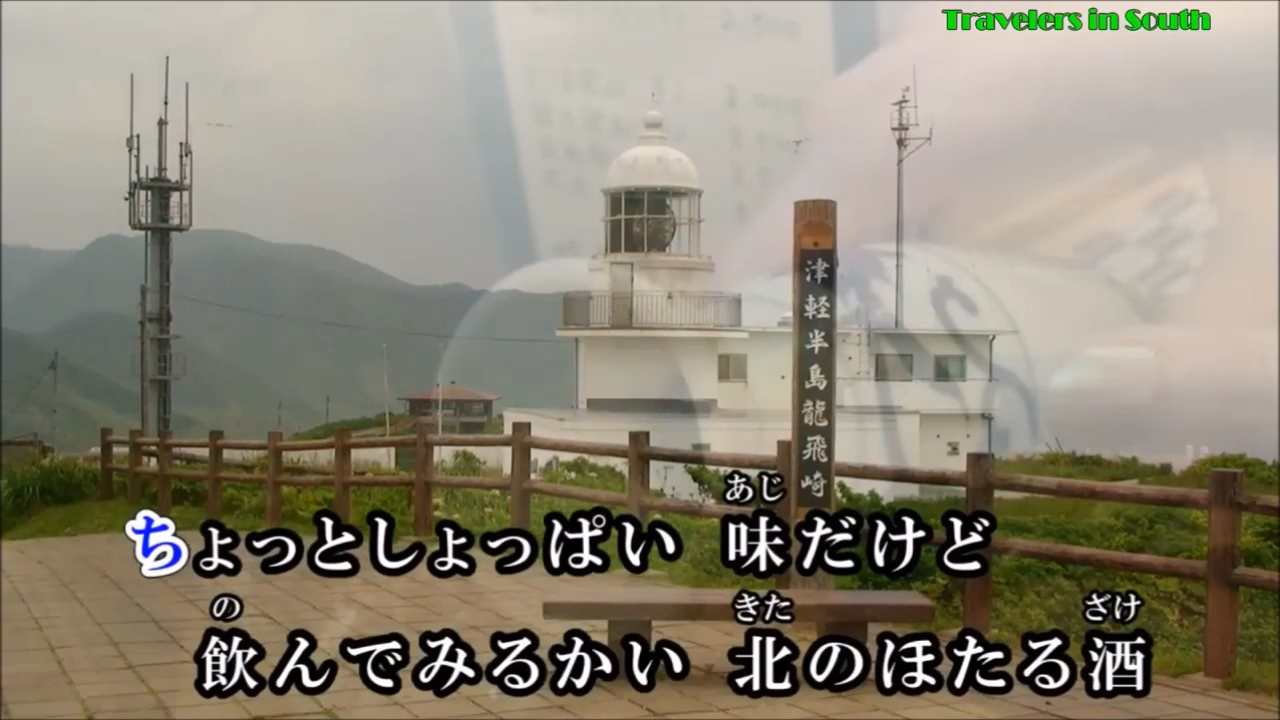 Travelers in South
津軽半島龍飛崎
あじ
ちょっとしょっぱい 味だけど
の きた ざけ
飲んでみるかい 北のほたる酒